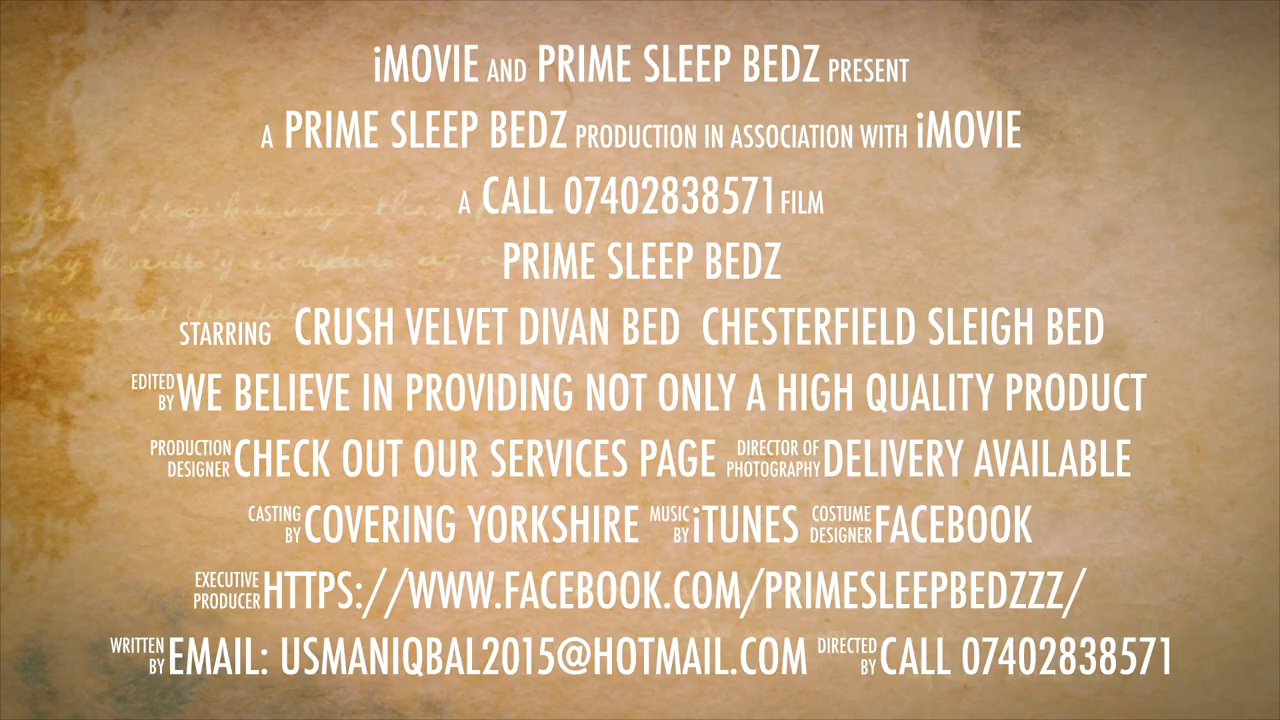 iMOVIE AND PRIME SLEEP BEDZ PRESENT
A PRIME SLEEP BEDZ PRODUCTION IN ASSOCIATION WITH iMOVIE
A CALL 07402838571 FILM
PRIME SLEEP BEDZ
STARRING CRUSH VELVET DIVAN BED CHESTERFIELD SLEIGH BED
EDITED BY WE BELIEVE IN PROVIDING NOT ONLY A HIGH QUALITY PRODUCT
PRODUCTION DESIGNER CHECK OUT OUR SERVICES PAGE DIRECTOR OF PHOTOGRAPHY DELIVERY AVAILABLE
CASTING BY COVERING YORKSHIRE MUSIC BY iTUNES COSTUME DESIGNER FACEBOOK
EXECUTIVE PRODUCER HTTPS://WWW.FACEBOOK.COM/PRIMESLEEPBEDZZZ/
WRITTEN BY EMAIL: USMANIQBAL2015@HOTMAIL.COM DIRECTED BY CALL 07402838571